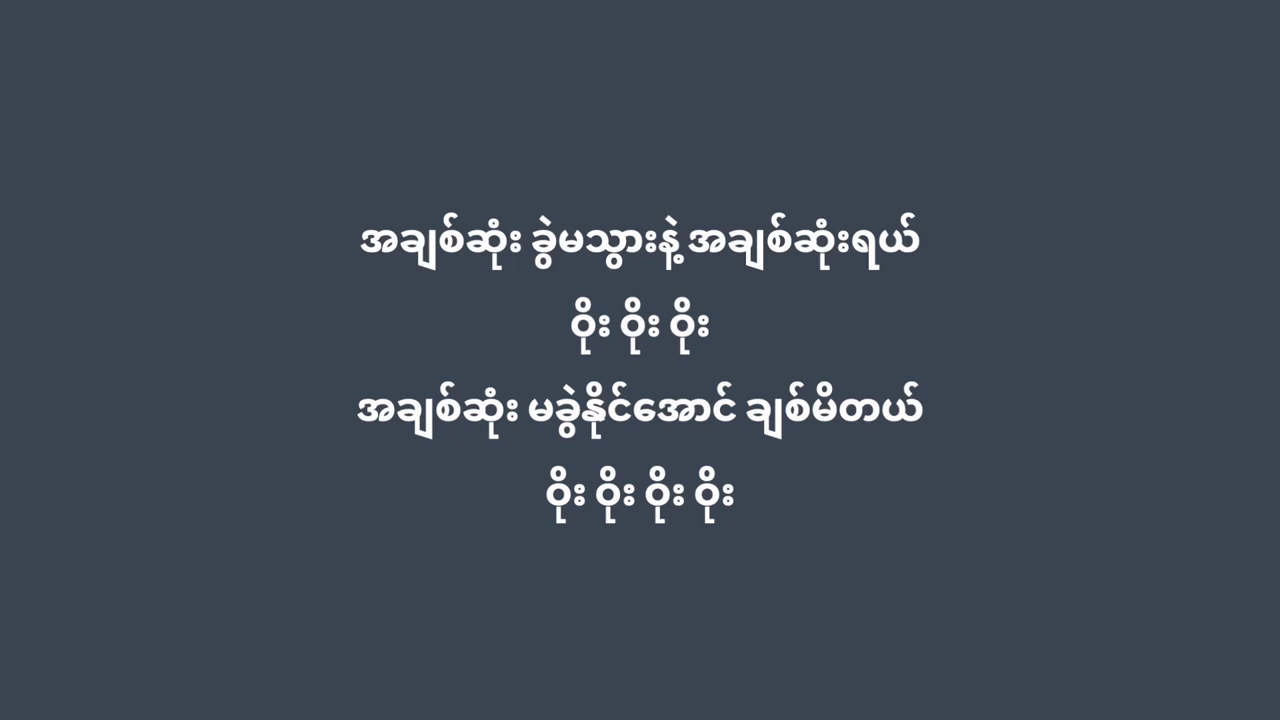 အချစ်ဆုံး ခွဲမသွားနဲ့ အချစ်ဆုံးရယ်
ဝိုး ဝိုး ဝိုး
အချစ်ဆုံး မခွဲနိုင်အောင် ချစ်မိတယ်
ဝိုး ဝိုး ဝိုး ဝိုး